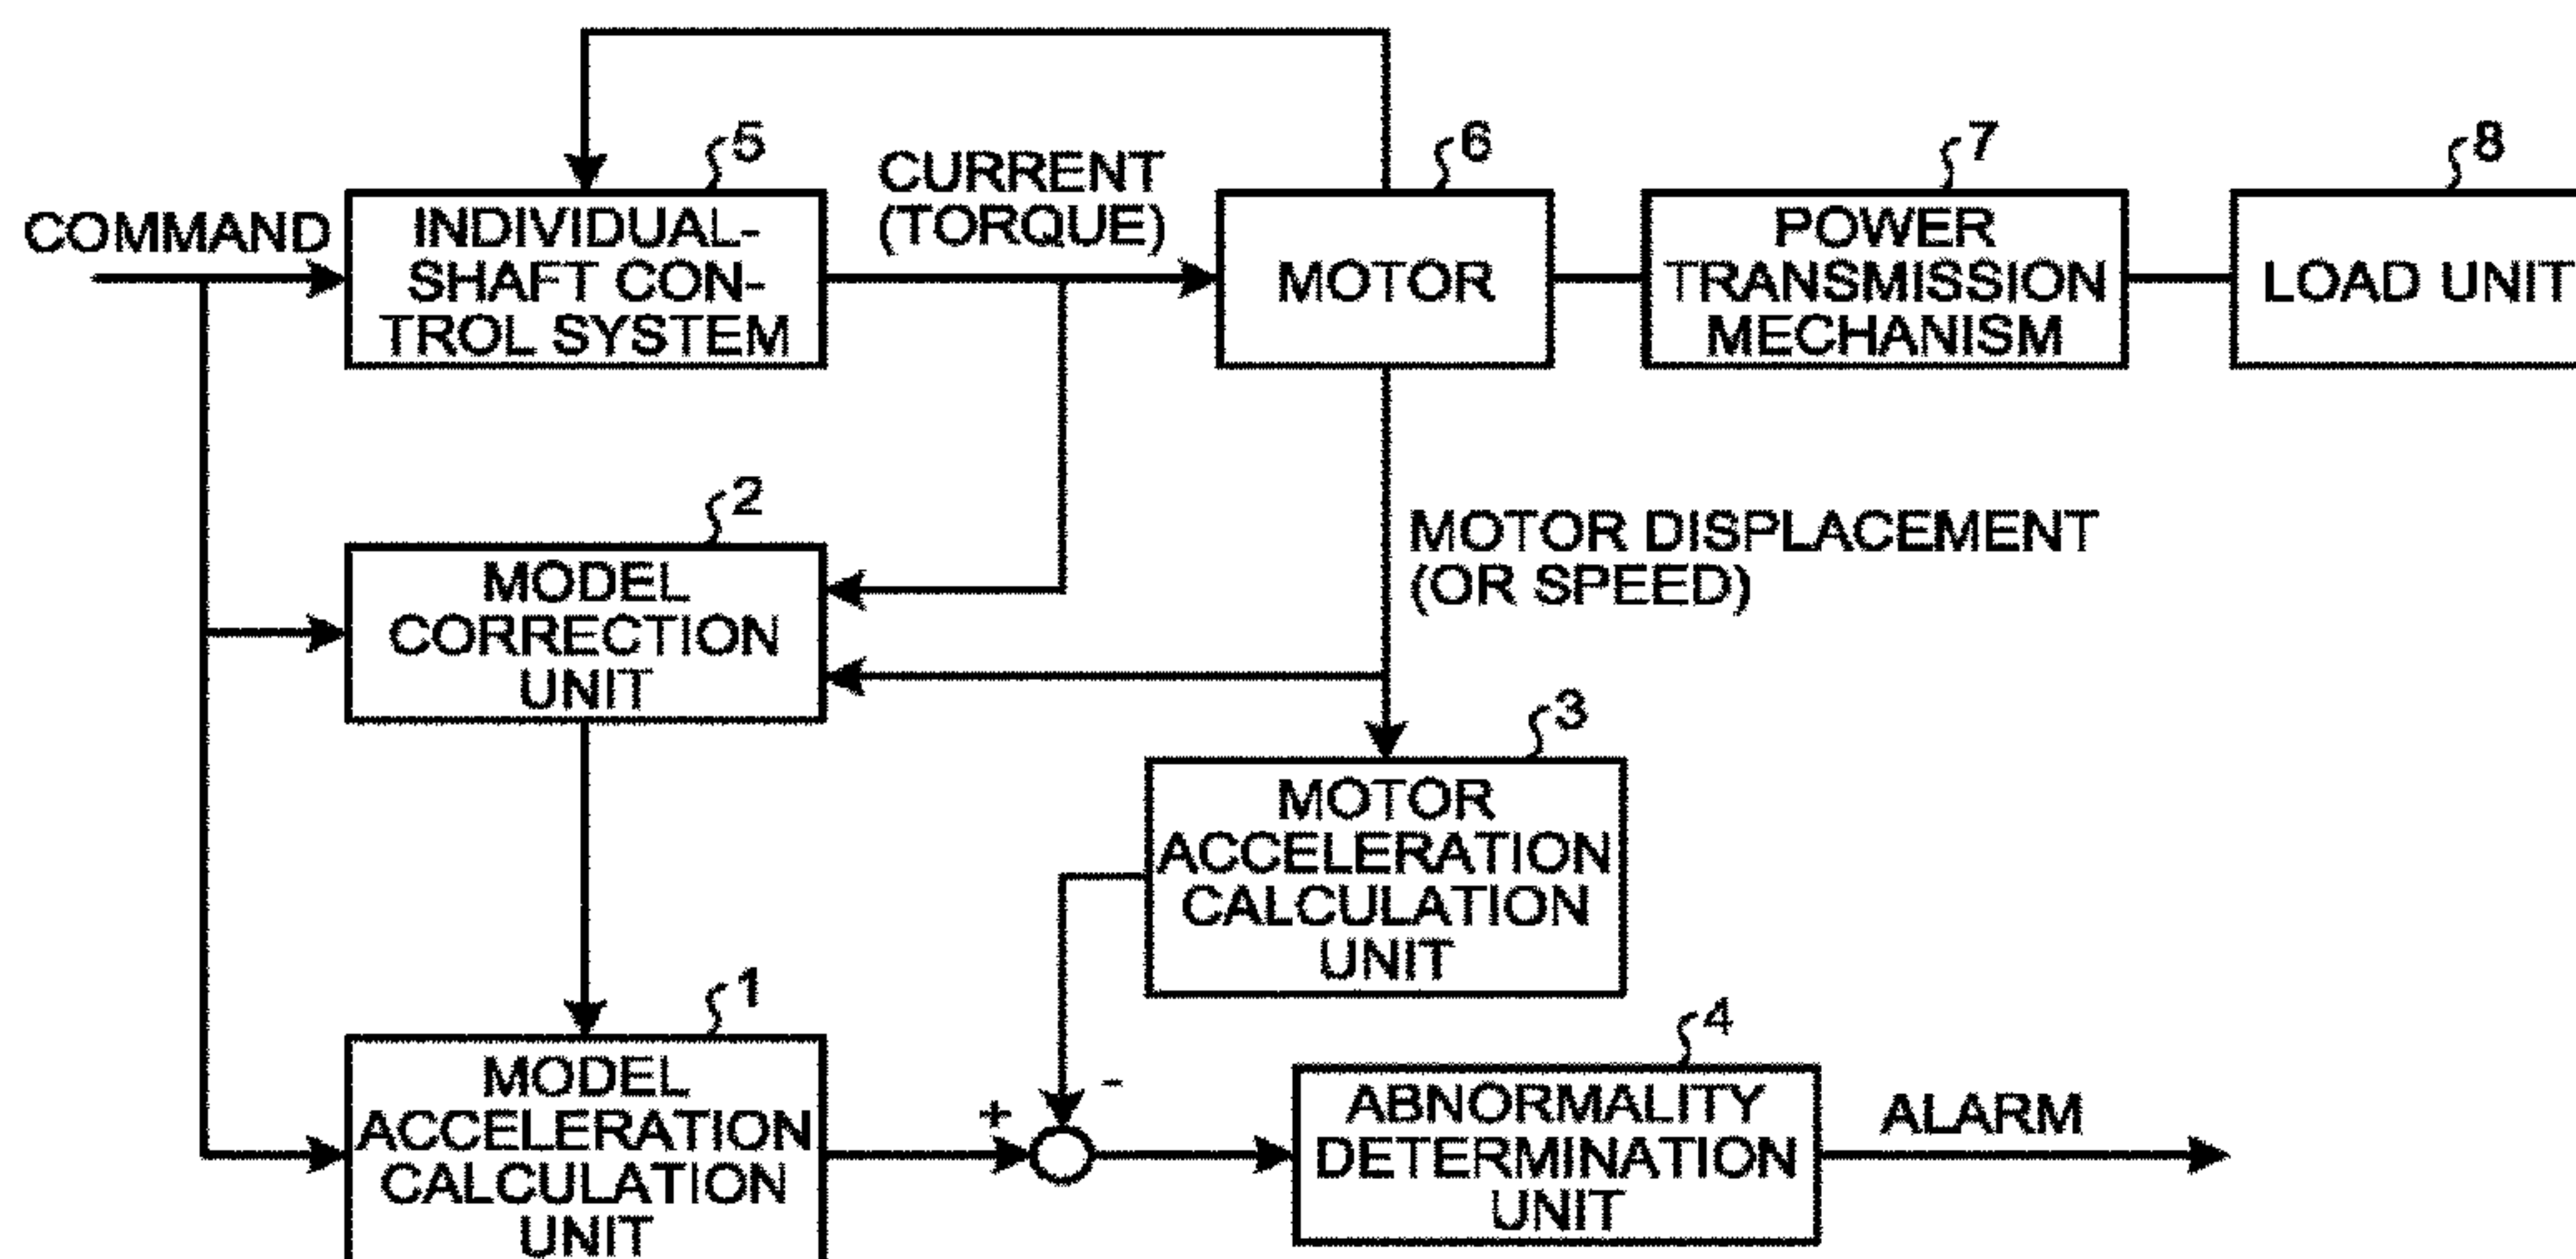 5
6
7
8
COMMAND
INDIVIDUAL-
SHAFT CON-
TROL SYSTEM
CURRENT
(TORQUE)
MOTOR
POWER
TRANSMISSION
MECHANISM
LOAD UNIT
2
MODEL
CORRECTION
UNIT
MOTOR DISPLACEMENT
(OR SPEED)
3
MOTOR
ACCELERATION
CALCULATION
UNIT
1
MODEL
ACCELERATION
CALCULATION
UNIT
+
-
4
ABNORMALITY
DETERMINATION
UNIT
ALARM